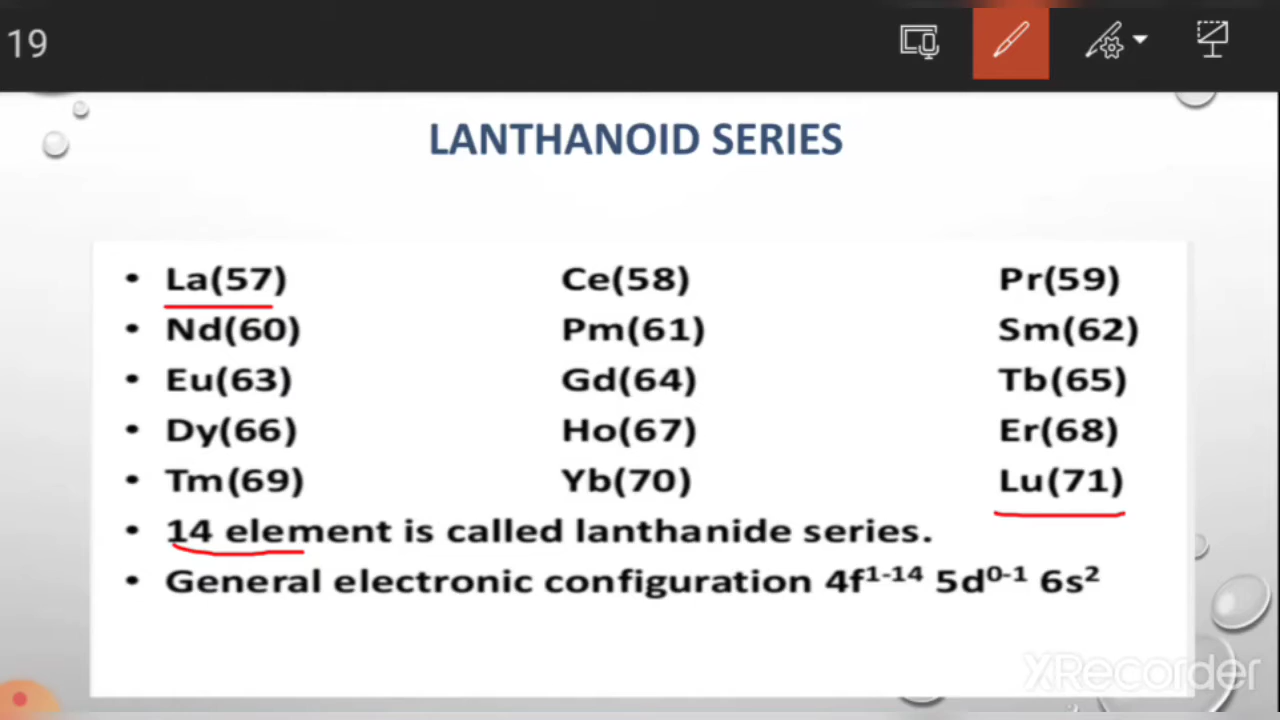 19
LANTHANOID SERIES
• La(57) Ce(58) Pr(59)
• Nd(60) Pm(61) Sm(62)
• Eu(63) Gd(64) Tb(65)
• Dy(66) Ho(67) Er(68)
• Tm(69) Yb(70) Lu(71)
• 14 element is called lanthanide series.
• General electronic configuration 4f¹⁻¹⁴ 5d⁰⁻¹ 6s²
XRecorder